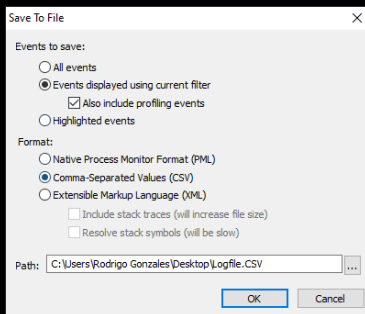 Save To File
Events to save:
All events
Events displayed using current filter
Also include profiling events
Highlighted events
Format:
Native Process Monitor Format (PML)
Comma-Separated Values (CSV)
Extensible Markup Language (XML)
Include stack traces (will increase file size)
Resolve stack symbols (will be slow)
Path: C:\Users\Rodrigo Gonzales\Desktop\Logfile.CSV ...
OK Cancel